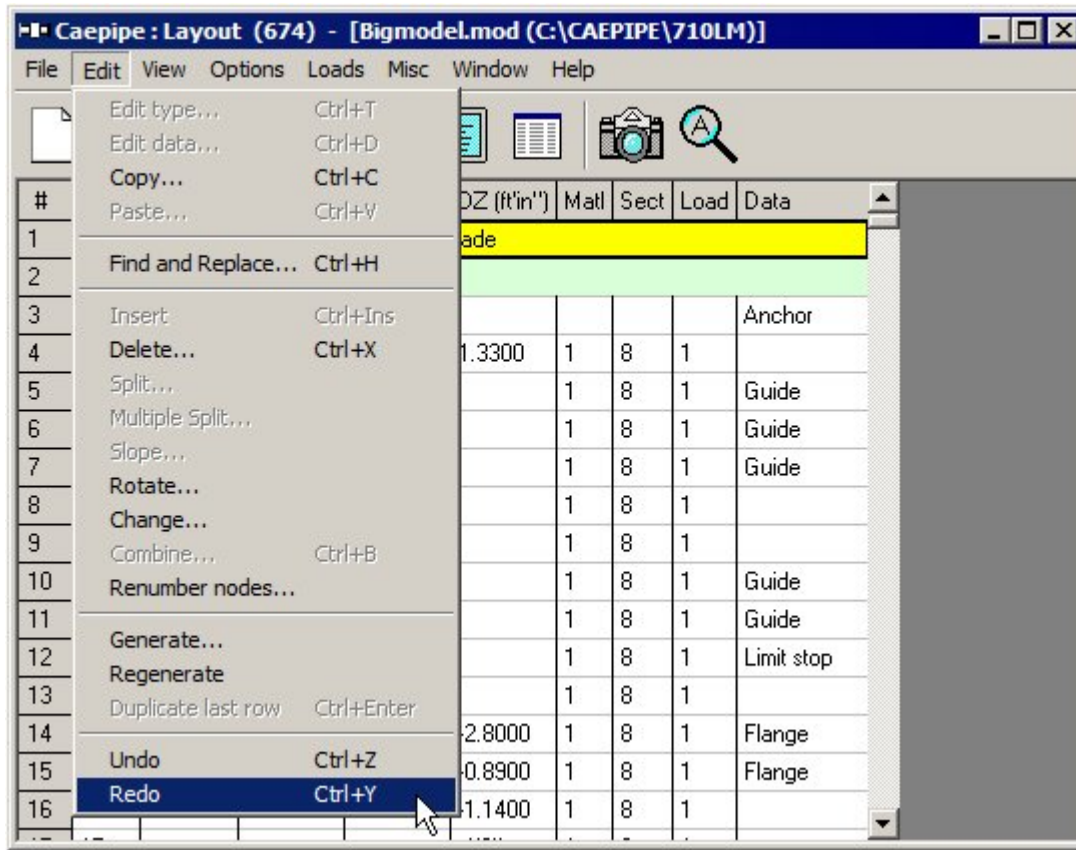 Caepipe : Layout (674) - [Bigmodel.mod (C:\CAEPIPE\710LM)]
File Edit View Options Loads Misc Window Help
Edit type... Ctrl+T
Edit data... Ctrl+D
Copy... Ctrl+C
Paste... Ctrl+V
Find and Replace... Ctrl+H
Insert Ctrl+Ins
Delete... Ctrl+X
Split...
Multiple Split...
Slope...
Rotate...
Change...
Combine... Ctrl+B
Renumber nodes...
Generate...
Regenerate
Duplicate last row Ctrl+Enter
Undo Ctrl+Z
Redo Ctrl+Y
A
# DZ (ft'in") Matl Sect Load Data
1 ade
2
3 Anchor
4 1.3300 1 8 1
5 1 8 1 Guide
6 1 8 1 Guide
7 1 8 1 Guide
8 1 8 1
9 1 8 1
10 1 8 1 Guide
11 1 8 1 Guide
12 1 8 1 Limit stop
13 1 8 1
14 -2.8000 1 8 1 Flange
15 -0.8900 1 8 1 Flange
16 -1.1400 1 8 1